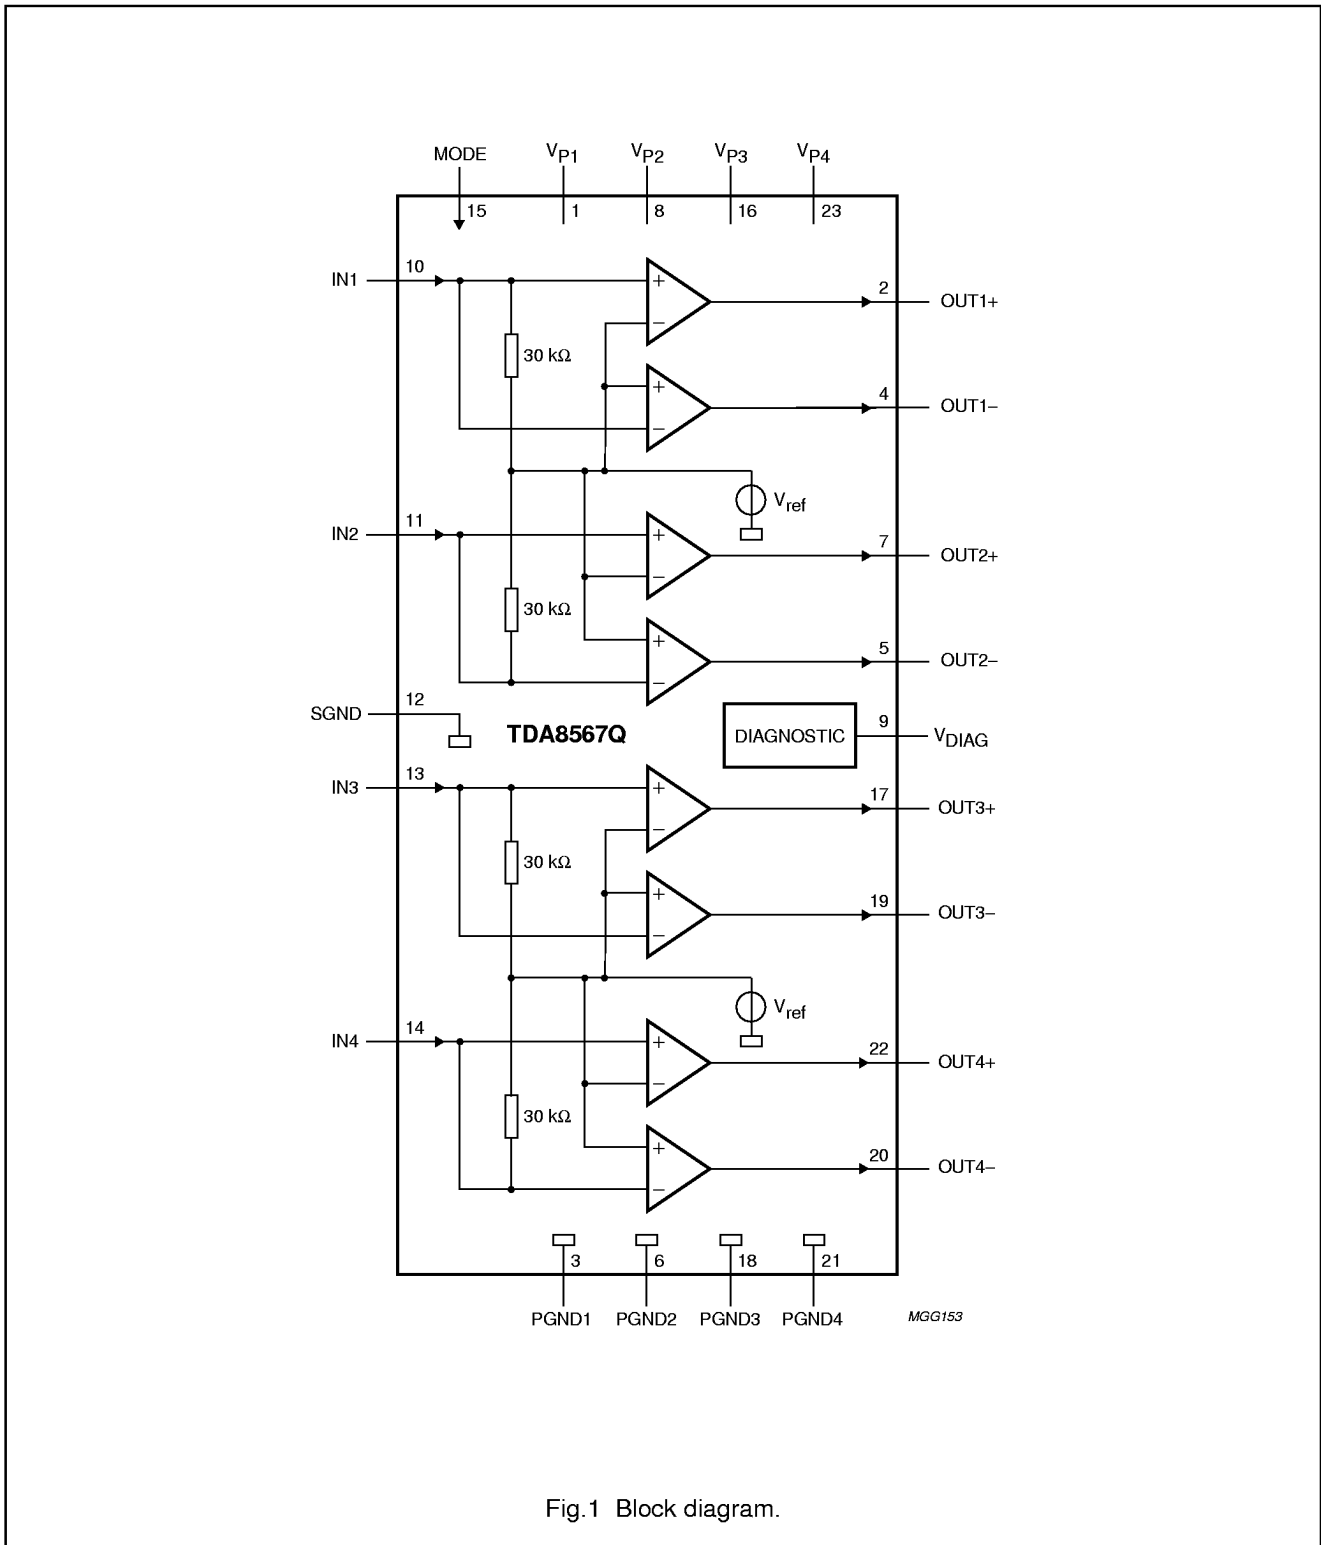 MODE VP1 VP2 VP3 VP4
15 1 8 16 23
IN1 10 + 2 OUT1+
−
30 kΩ
+ 4 OUT1−
−
Vref
IN2 11 + 7 OUT2+
−
30 kΩ
+ 5 OUT2−
−
SGND 12
TDA8567Q DIAGNOSTIC 9 VDIAG
IN3 13 + 17 OUT3+
−
30 kΩ
+ 19 OUT3−
−
Vref
IN4 14 + 22 OUT4+
−
30 kΩ
+ 20 OUT4−
−
3 6 18 21
PGND1 PGND2 PGND3 PGND4 MGG153
Fig.1 Block diagram.